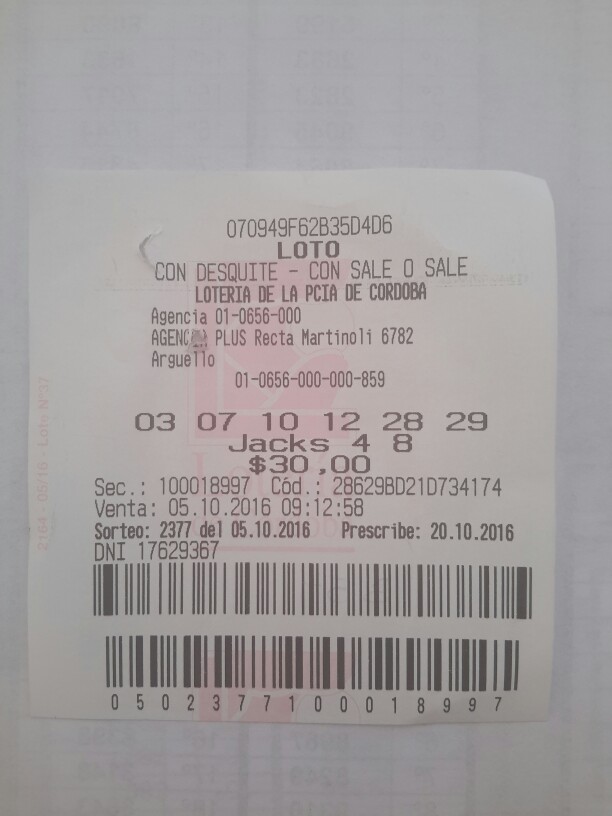 070949F62B35D4D6
LOTO
CON DESQUITE - CON SALE O SALE
LOTERIA DE LA PCIA DE CORDOBA
Agencia 01-0656-000
PLUS Recta Martinoli 6782
Arguello
01-0656-000-000-859
03 07 10 12 28 29
Jacks 4 8
$30,00
Sec.: 100018997 Cód.: 28629BD21D734174
Venta: 05.10.2016 09:12:58
Sorteo: 2377 del 05.10.2016 Prescribe: 20.10.2016
DNI 17629367
0 5 0 2 3 7 7 1 0 0 0 1 8 9 9 7